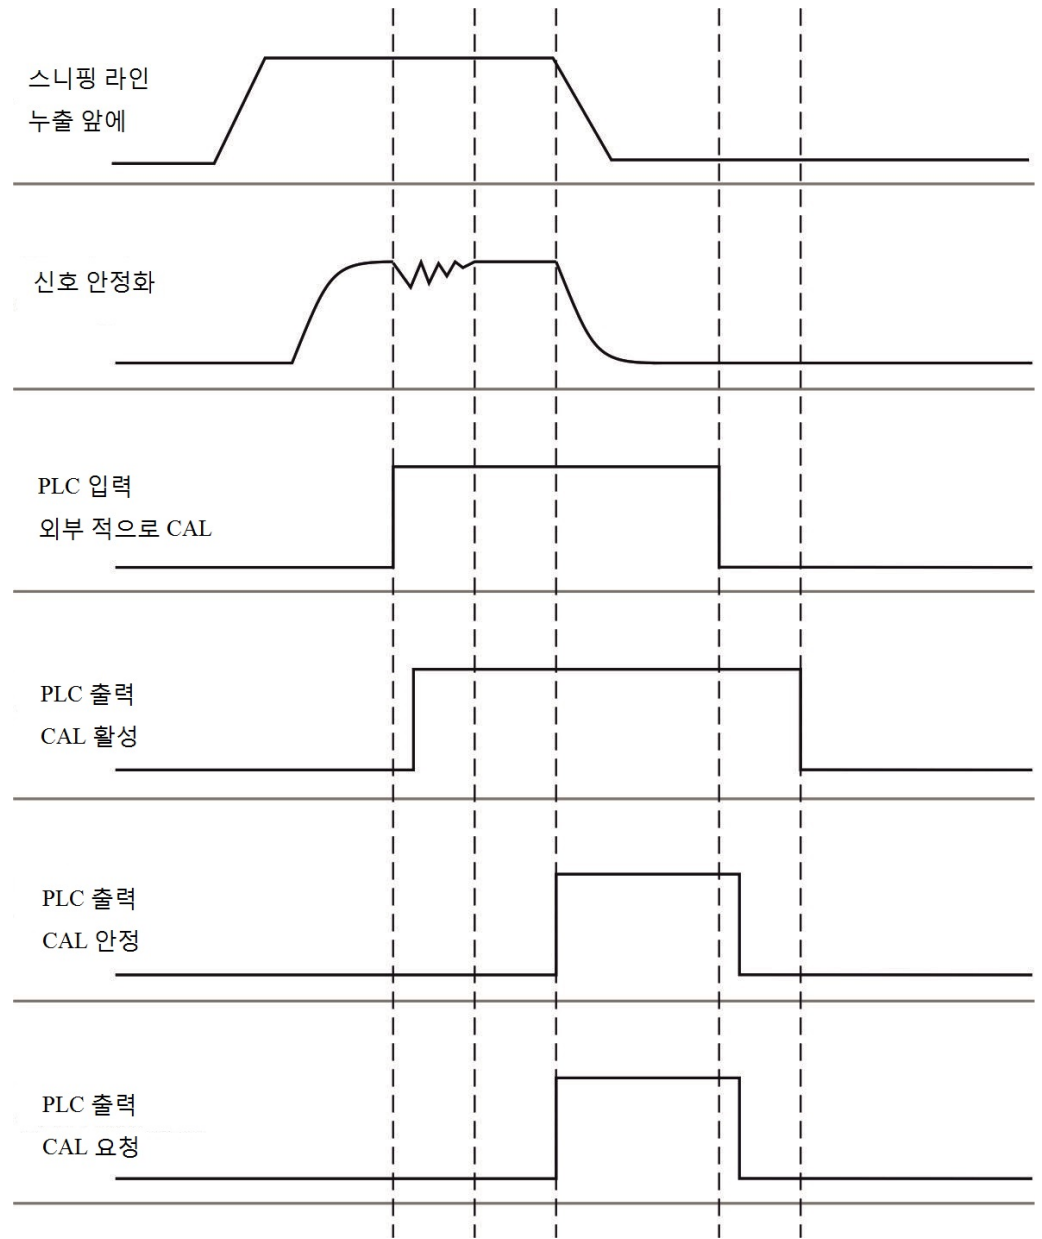 스니핑 라인
누출 앞에
신호 안정화
PLC 입력
외부 적으로 CAL
PLC 출력
CAL 활성
PLC 출력
CAL 안정
PLC 출력
CAL 요청